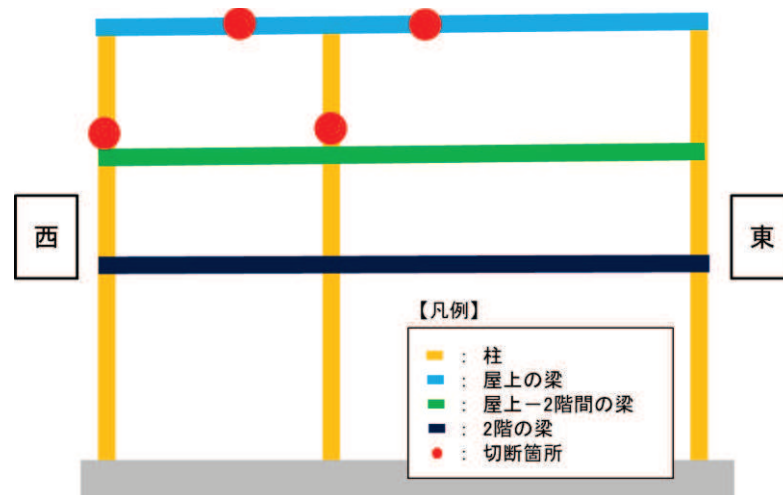 西
東
【凡例】
： 柱
： 屋上の梁
： 屋上－2階間の梁
： 2階の梁
： 切断箇所